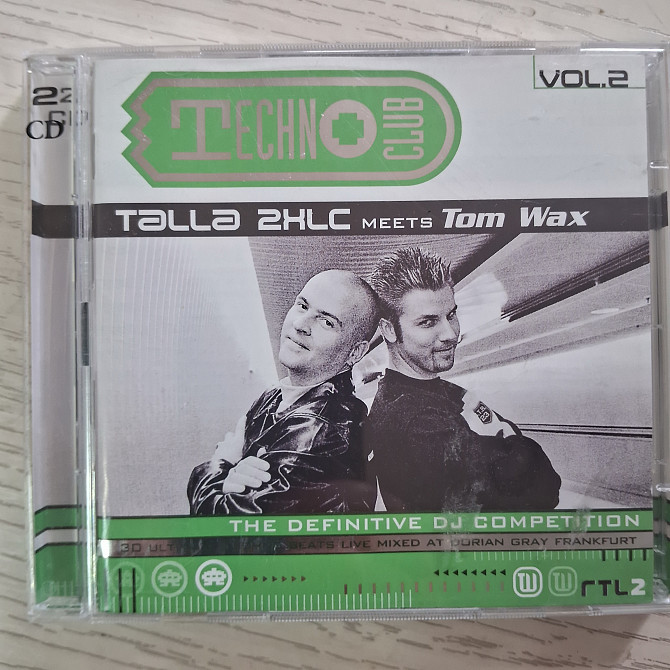 VOL.2
TECHNO CLUB
2
CD
TALLA 2XLC MEETS Tom Wax
THE DEFINITIVE DJ COMPETITION
30 BEATS LIVE MIXED AT DORIAN GRAY FRANKFURT
RTL2